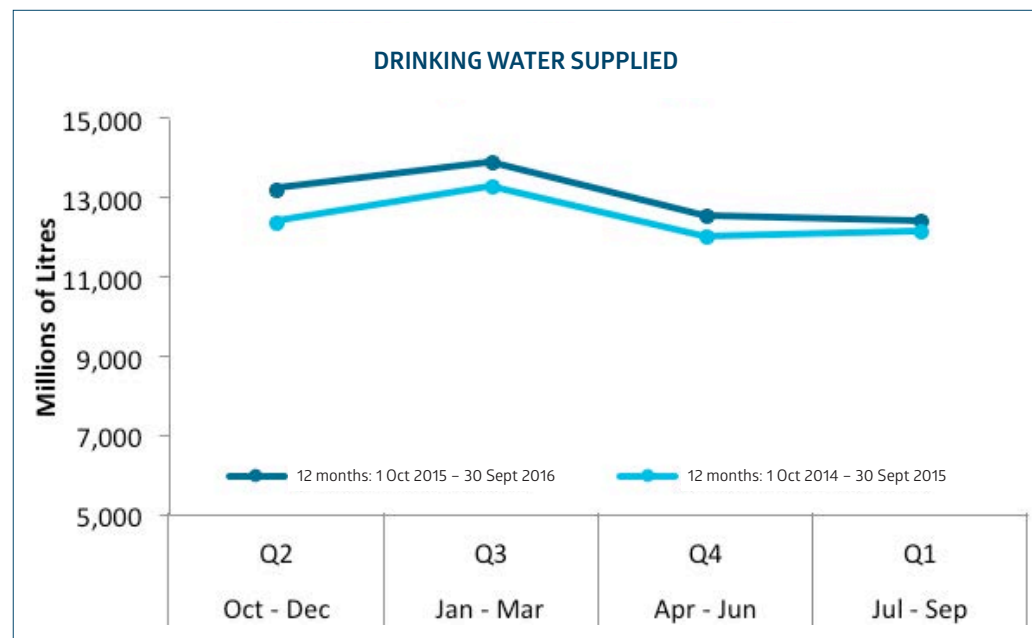 DRINKING WATER SUPPLIED
15,000
13,000
11,000
9,000
7,000
5,000
Millions of Litres
12 months: 1 Oct 2015 – 30 Sept 2016
12 months: 1 Oct 2014 – 30 Sept 2015
Q2 Q3 Q4 Q1
Oct - Dec Jan - Mar Apr - Jun Jul - Sep